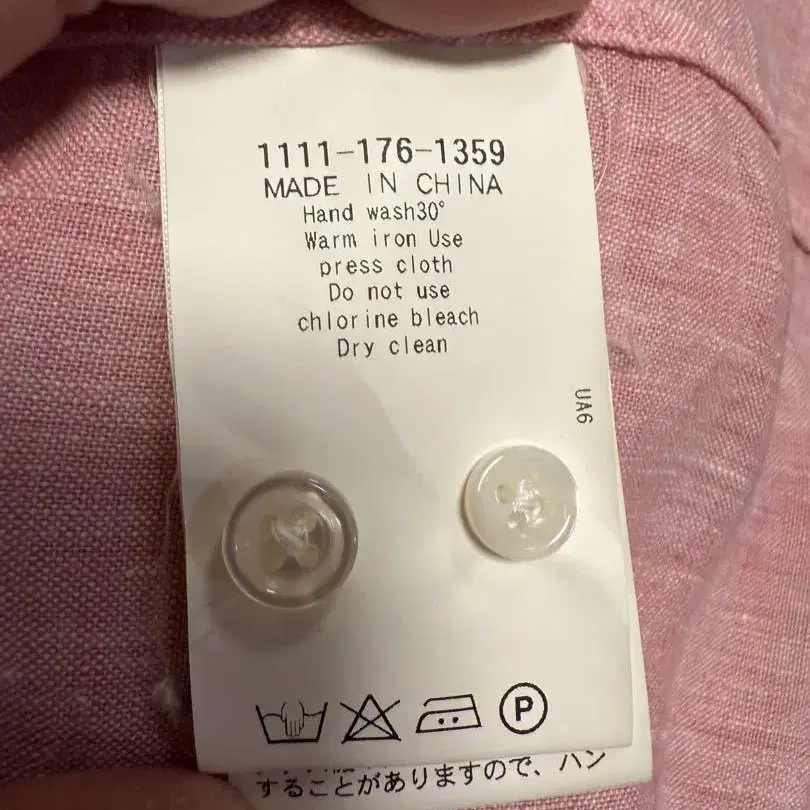 1111-176-1359
MADE IN CHINA
Hand wash30°
Warm iron Use
press cloth
Do not use
chlorine bleach
Dry clean
UA6
P
することがありますので、ハン